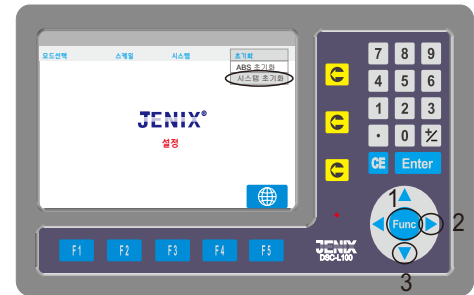 모드선택 스케일 시스템 초기화
ABS 초기화
시스템 초기화
JENIX®
설정
7 8 9
4 5 6
1 2 3
· 0 +/-
CE Enter
1
Func 2
3
F1 F2 F3 F4 F5
JENIX
DSC-L100